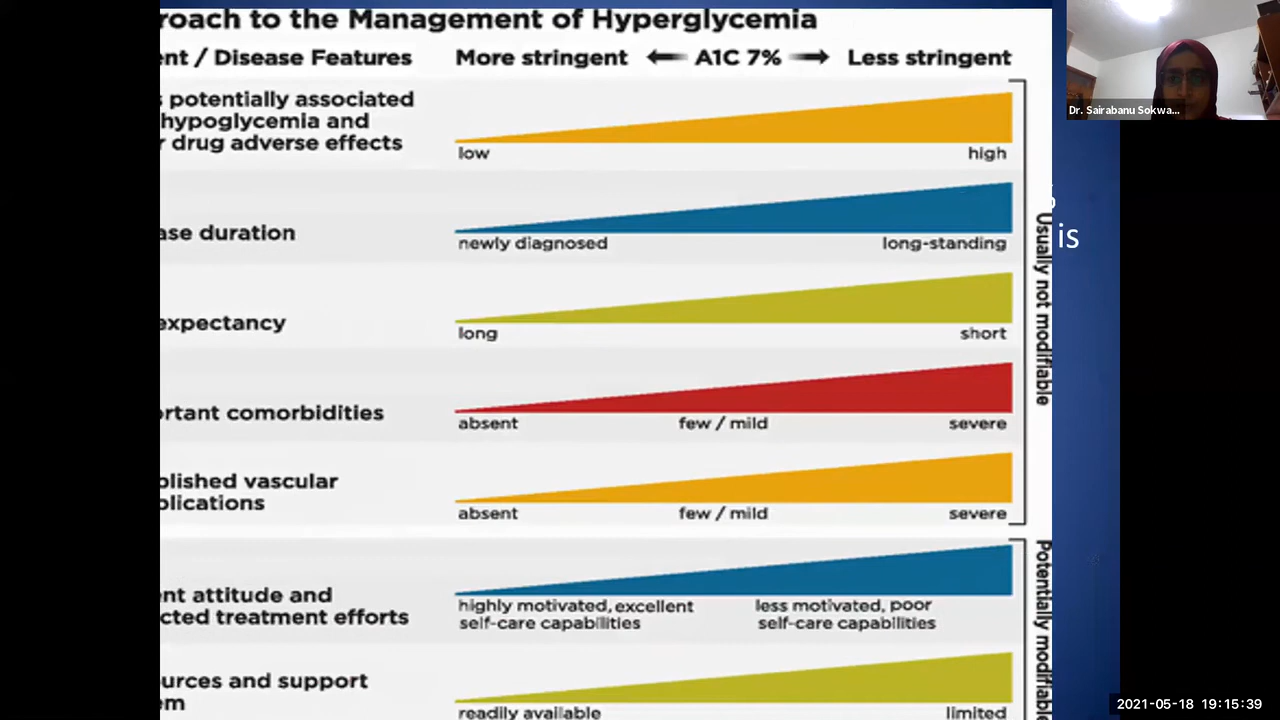 roach to the Management of Hyperglycemia
ent / Disease Features
More stringent A1C 7% Less stringent
s potentially associated
hypoglycemia and
r drug adverse effects
low high
ase duration
newly diagnosed long-standing
expectancy
long short
rtant comorbidities
absent few / mild severe
blished vascular
plications
absent few / mild severe
Usually not modifiable
ent attitude and
cted treatment efforts
highly motivated, excellent
self-care capabilities
less motivated, poor
self-care capabilities
urces and support
em
readily available limited
Potentially modifiable
is
Dr. Sairabanu Sokwa...
2021-05-18 19:15:39